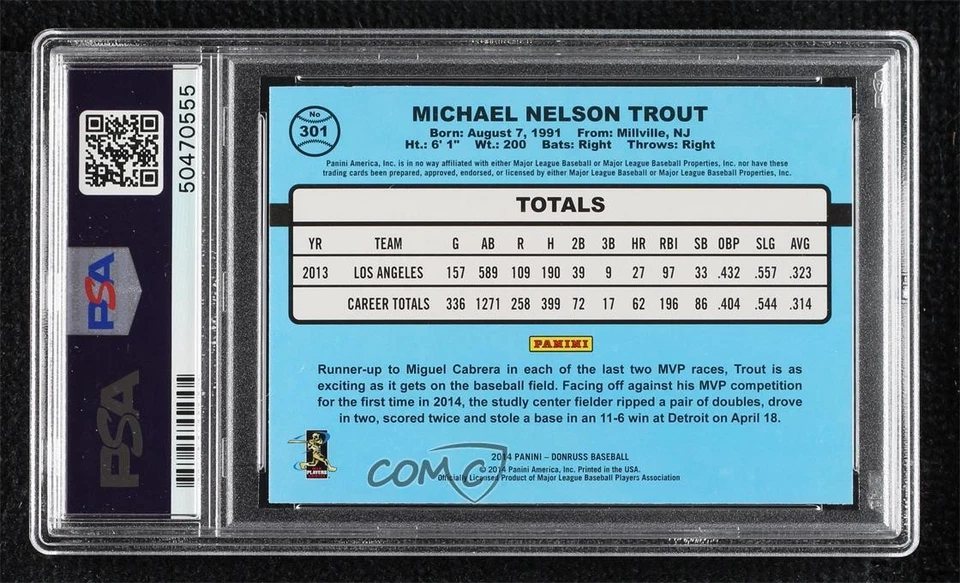 50470555
PSA
PSA
No
301
MICHAEL NELSON TROUT
Born: August 7, 1991 From: Millville, NJ
Ht.: 6' 1" Wt.: 200 Bats: Right Throws: Right
Panini America, Inc. is in no way affiliated with either Major League Baseball or Major League Baseball Properties, Inc. nor have these
trading cards been prepared, approved, endorsed, or licensed by either Major League Baseball or Major League Baseball Properties, Inc.
TOTALS
YR TEAM G AB R H 2B 3B HR RBI SB OBP SLG AVG
2013 LOS ANGELES 157 589 109 190 39 9 27 97 33 .432 .557 .323
CAREER TOTALS 336 1271 258 399 72 17 62 196 86 .404 .544 .314
PANINI
Runner-up to Miguel Cabrera in each of the last two MVP races, Trout is as
exciting as it gets on the baseball field. Facing off against his MVP competition
for the first time in 2014, the studly center fielder ripped a pair of doubles, drove
in two, scored twice and stole a base in an 11-6 win at Detroit on April 18.
PLAYERS
2014 PANINI – DONRUSS BASEBALL
© 2014 Panini America, Inc. Printed in the USA.
Officially Licensed Product of Major League Baseball Players Association
COMC